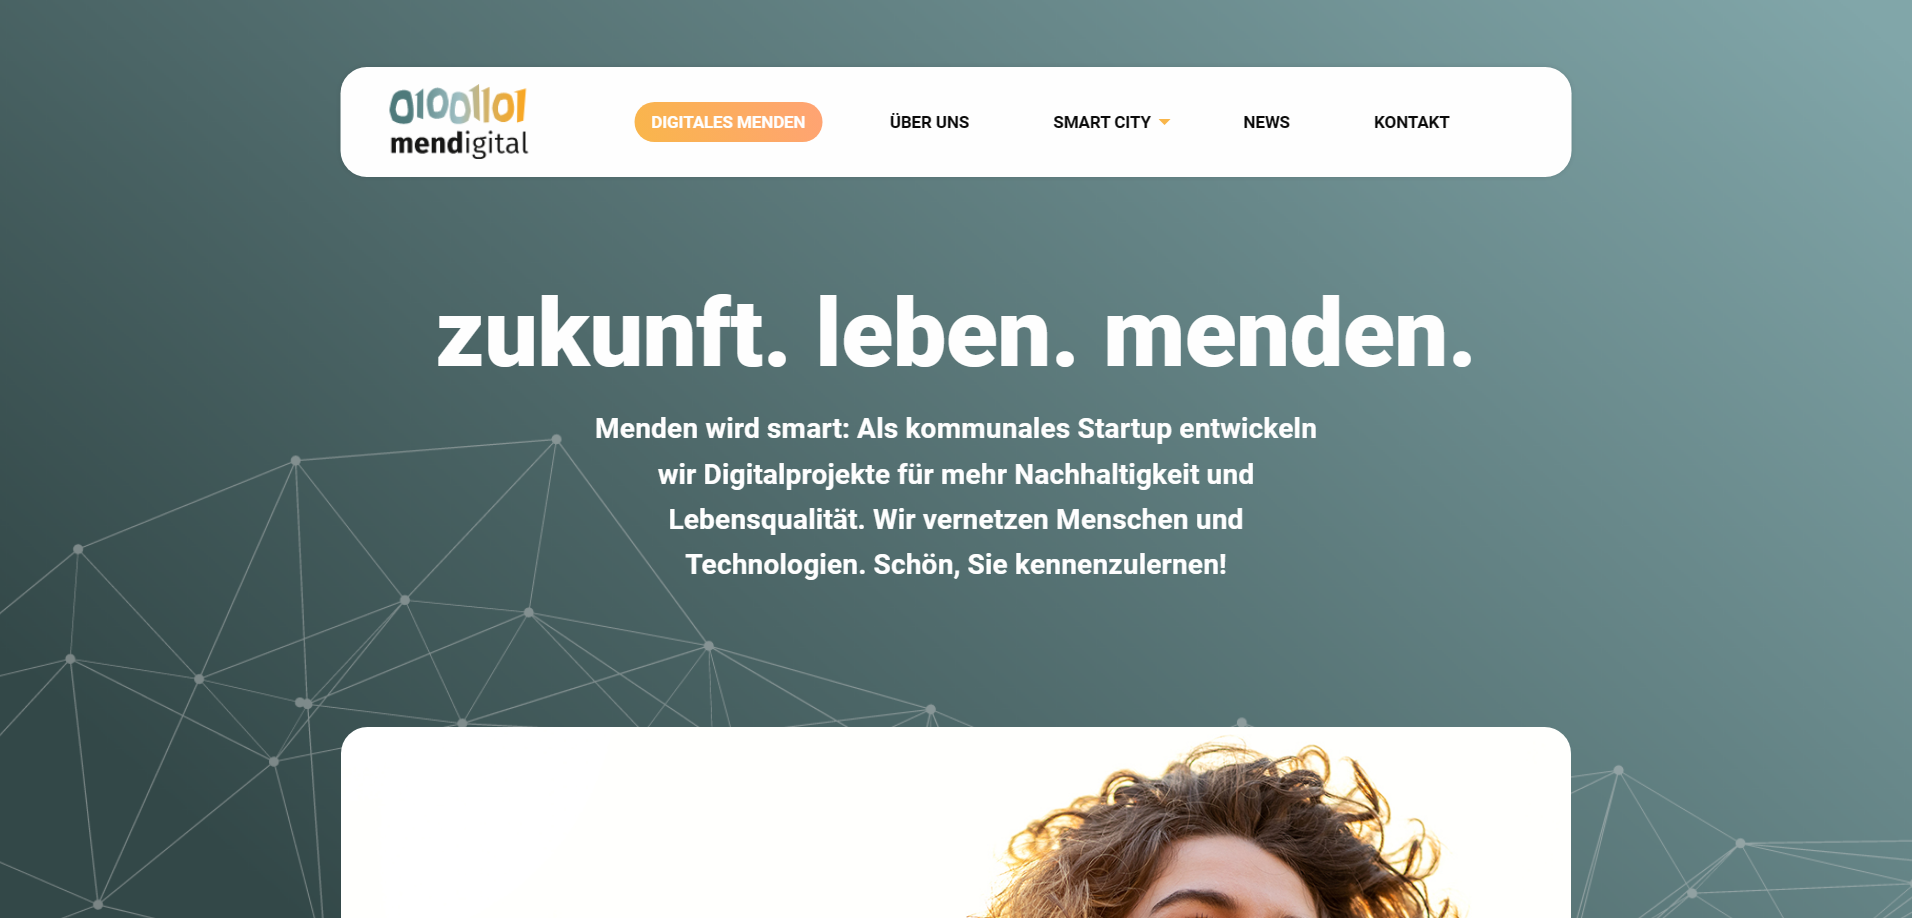 01001101
mendigital
DIGITALES MENDEN
ÜBER UNS
SMART CITY
NEWS
KONTAKT
zukunft. leben. menden.
Menden wird smart: Als kommunales Startup entwickeln
wir Digitalprojekte für mehr Nachhaltigkeit und
Lebensqualität. Wir vernetzen Menschen und
Technologien. Schön, Sie kennenzulernen!